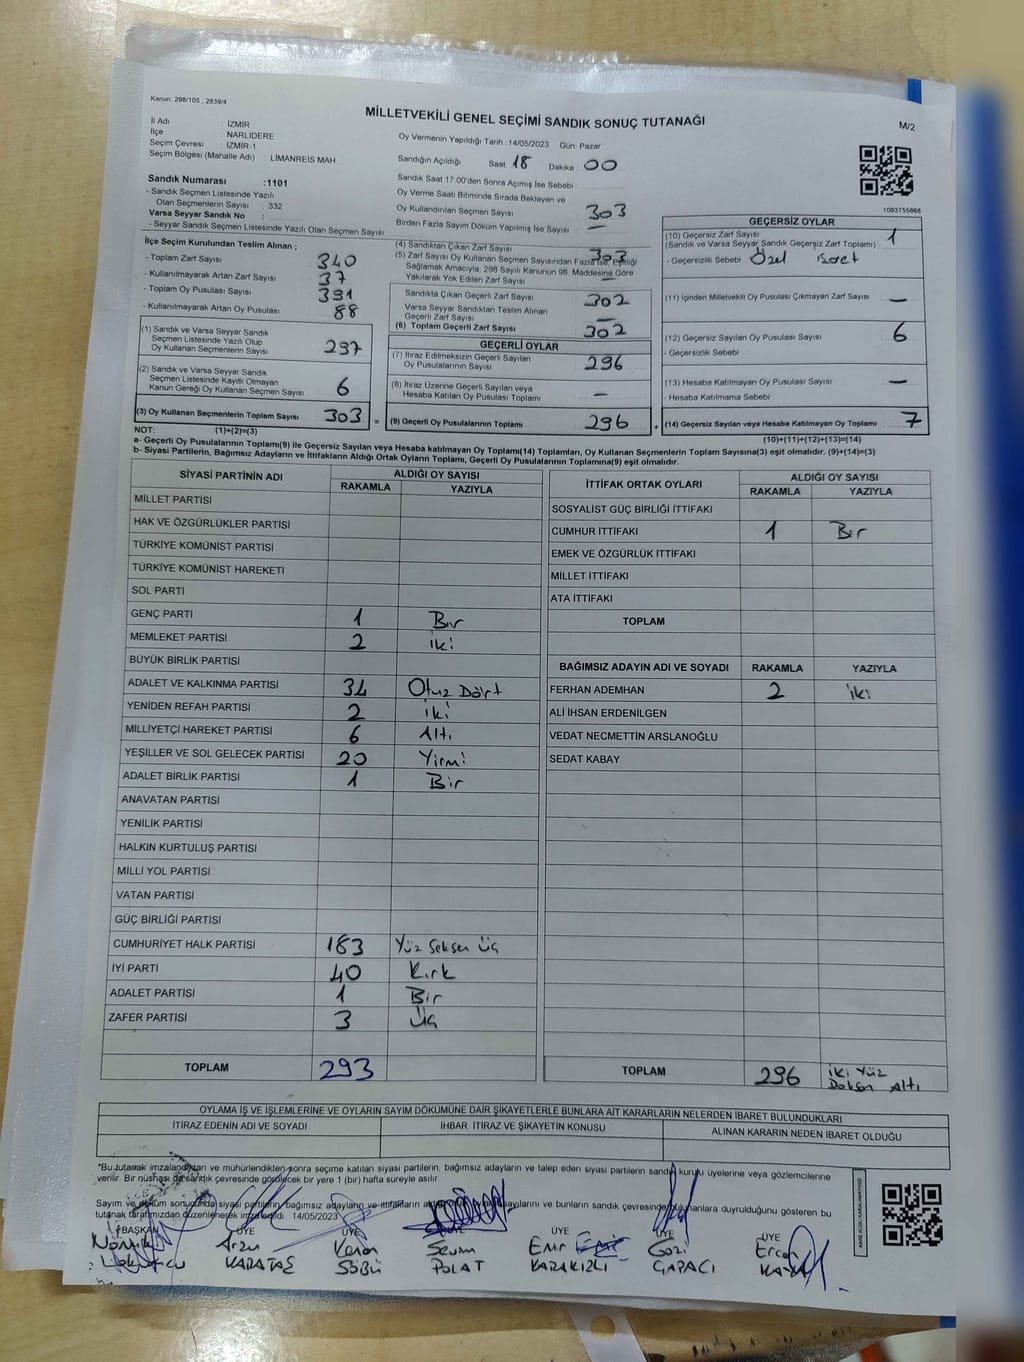 Kanun: 298/105 ; 2839/4
MİLLETVEKİLİ GENEL SEÇİMİ SANDIK SONUÇ TUTANAĞI
M/2
İl Adı : İZMİR
İlçe : NARLIDERE
Seçim Çevresi : İZMİR-1
Seçim Bölgesi (Mahalle Adı) : LİMANREİS MAH
Oy Vermenin Yapıldığı Tarih :14/05/2023 Gün: Pazar
Sandığın Açıldığı Saat 18 Dakika 00
Sandık Saat 17.00'den Sonra Açımış İse Sebebi :
Oy Verme Saati Bitiminde Sırada Bekleyen ve
Oy Kullandırılan Seçmen Sayısı : 303
Birden Fazla Sayım Döküm Yapılmış İse Sayısı : —
Sandık Numarası :1101
- Sandık Seçmen Listesinde Yazılı
Olan Seçmenlerin Sayısı : 332
Varsa Seyyar Sandık No :
- Seyyar Sandık Seçmen Listesinde Yazılı Olan Seçmen Sayısı:
1083755868
İlçe Seçim Kurulundan Teslim Alınan ;
- Toplam Zarf Sayısı : 340
- Kullanılmayarak Artan Zarf Sayısı : 37
- Toplam Oy Pusulası Sayısı : 391
- Kullanılmayarak Artan Oy Pusulası : 88
(4) Sandıktan Çıkan Zarf Sayısı : 303
(5) Zarf Sayısı Oy Kullanan Seçmen Sayısından Fazla ise, Eşitliği
Sağlamak Amacıyla, 298 Sayılı Kanunun 98. Maddesine Göre
Yakılarak Yok Edilen Zarf Sayısı : —
Sandıkta Çıkan Geçerli Zarf Sayısı : 302
Varsa Seyyar Sandıktan Teslim Alınan
Geçerli Zarf Sayısı : —
(6) Toplam Geçerli Zarf Sayısı : 302
GEÇERSİZ OYLAR
(10) Geçersiz Zarf Sayısı : 1
(Sandık ve Varsa Seyyar Sandık Geçersiz Zarf Toplamı)
- Geçersizlik Sebebi : Özel isaret
(11) İçinden Milletvekili Oy Pusulası Çıkmayan Zarf Sayısı : —
(12) Geçersiz Sayılan Oy Pusulası Sayısı : 6
- Geçersizlik Sebebi :
(13) Hesaba Katılmayan Oy Pusulası Sayısı : —
- Hesaba Katılmama Sebebi :
(1) Sandık ve Varsa Seyyar Sandık
Seçmen Listesinde Yazılı Olup
Oy Kullanan Seçmenlerin Sayısı : 297
(2) Sandık ve Varsa Seyyar Sandık
Seçmen Listesinde Kayıtlı Olmayan
Kanun Gereği Oy Kullanan Seçmen Sayısı : 6
GEÇERLİ OYLAR
(7) İtiraz Edilmeksizin Geçerli Sayılan
Oy Pusulalarının Sayısı : 296
(8) İtiraz Üzerine Geçerli Sayılan veya
Hesaba Katılan Oy Pusulası Toplamı : —
(3) Oy Kullanan Seçmenlerin Toplam Sayısı : 303 = (9) Geçerli Oy Pusulalarının Toplamı : 296 + (14) Geçersiz Sayılan veya Hesaba Katılmayan Oy Toplamı : 7
NOT: (1)+(2)=(3) (10)+(11)+(12)+(13)=(14)
a- Geçerli Oy Pusulalarının Toplamı(9) ile Geçersiz Sayılan veya Hesaba katılmayan Oy Toplamı(14) Toplamları, Oy Kullanan Seçmenlerin Toplam Sayısına(3) eşit olmalıdır. (9)+(14)=(3)
b- Siyasi Partilerin, Bağımsız Adayların ve İttifakların Aldığı Ortak Oyların Toplamı, Geçerli Oy Pusulalarının Toplamına(9) eşit olmalıdır.
SİYASİ PARTİNİN ADI ALDIĞI OY SAYISI
RAKAMLA YAZIYLA
MİLLET PARTİSİ
HAK VE ÖZGÜRLÜKLER PARTİSİ
TÜRKİYE KOMÜNİST PARTİSİ
TÜRKİYE KOMÜNİST HAREKETİ
SOL PARTİ
GENÇ PARTİ 1 Bır
MEMLEKET PARTİSİ 2 iki
BÜYÜK BİRLİK PARTİSİ
ADALET VE KALKINMA PARTİSİ 34 Otuz Dört
YENİDEN REFAH PARTİSİ 2 iki
MİLLİYETÇİ HAREKET PARTİSİ 6 Altı
YEŞİLLER VE SOL GELECEK PARTİSİ 20 Yirmi
ADALET BİRLİK PARTİSİ 1 Bir
ANAVATAN PARTİSİ
YENİLİK PARTİSİ
HALKIN KURTULUŞ PARTİSİ
MİLLİ YOL PARTİSİ
VATAN PARTİSİ
GÜÇ BİRLİĞİ PARTİSİ
CUMHURİYET HALK PARTİSİ 183 Yüz Seksen Üç
İYİ PARTİ 40 Kırk
ADALET PARTİSİ 1 Bir
ZAFER PARTİSİ 3 Üç
TOPLAM 293
İTTİFAK ORTAK OYLARI ALDIĞI OY SAYISI
RAKAMLA YAZIYLA
SOSYALİST GÜÇ BİRLİĞİ İTTİFAKI
CUMHUR İTTİFAKI 1 Bir
EMEK VE ÖZGÜRLÜK İTTİFAKI
MİLLET İTTİFAKI
ATA İTTİFAKI
TOPLAM
BAĞIMSIZ ADAYIN ADI VE SOYADI RAKAMLA YAZIYLA
FERHAN ADEMHAN 2 iki
ALİ İHSAN ERDENİLGEN
VEDAT NECMETTİN ARSLANOĞLU
SEDAT KABAY
TOPLAM 296 iki Yüz
Doksan Altı
OYLAMA İŞ VE İŞLEMLERİNE VE OYLARIN SAYIM DÖKÜMÜNE DAİR ŞİKAYETLERLE BUNLARA AİT KARARLARIN NELERDEN İBARET BULUNDUKLARI
İTİRAZ EDENİN ADI VE SOYADI İHBAR, İTİRAZ VE ŞİKAYETİN KONUSU ALINAN KARARIN NEDEN İBARET OLDUĞU
*Bu tutanak imzalandıktan ve mühürlendikten sonra seçime katılan siyasi partilerin, bağımsız adayların ve talep eden siyasi partilerin sandık kurulu üyelerine veya gözlemcilerine
verilir. Bir nüshası da sandık çevresinde görülecek bir yere 1 (bir) hafta süreyle asılır.
Sayım ve döküm sonucunda siyasi partilerin, bağımsız adayların ve ittifakların aldıkları oy sayılarını ve bunların sandık çevresinde bulunanlara duyrulduğunu gösteren bu
tutanak tarafımızdan düzenlenerek imzalandı. 14/05/2023
BAŞKAN ÜYE ÜYE ÜYE ÜYE ÜYE
Arzu Kenan Sevim Emir Ercan
KARATAŞ POLAT KARAKIZLI KAYA